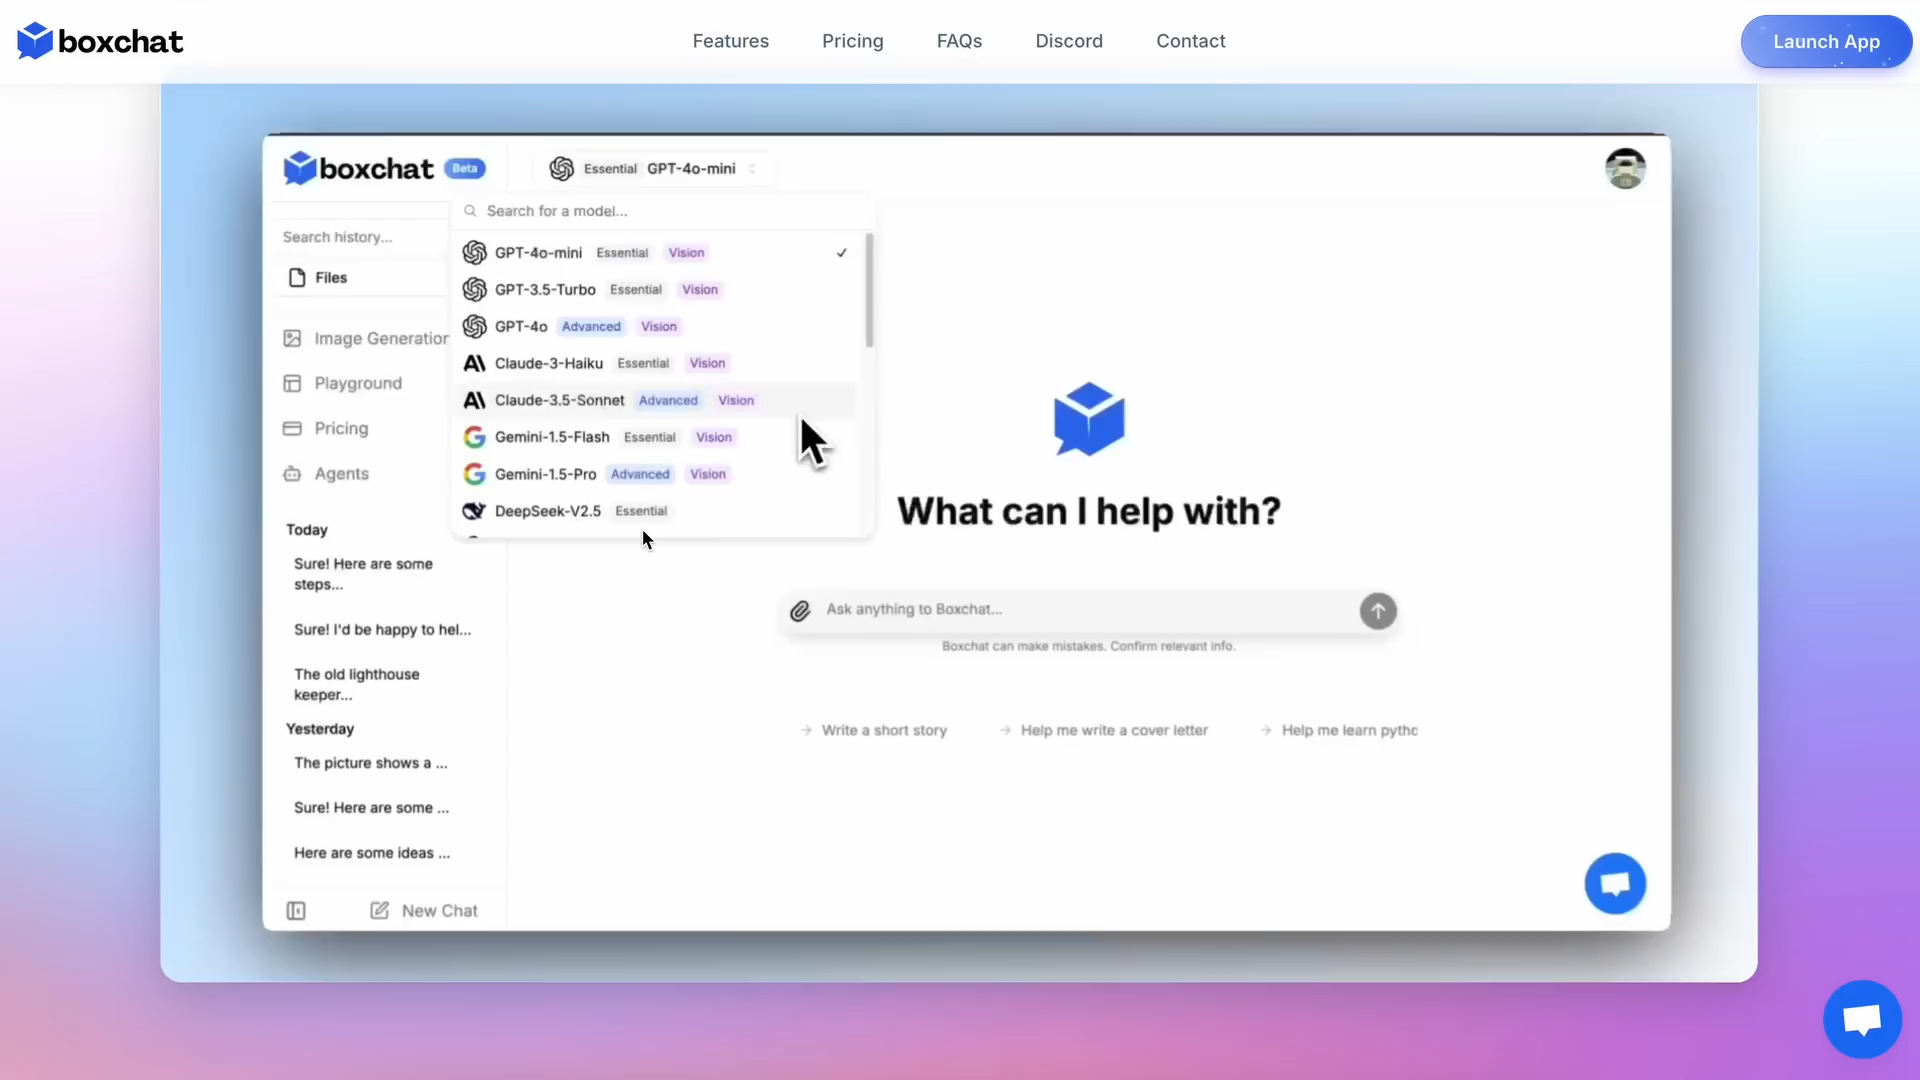 boxchat
Features Pricing FAQs Discord Contact
Launch App
boxchat Beta
Essential GPT-4o-mini
Search for a model...
Search history...
GPT-4o-mini Essential Vision
Files
GPT-3.5-Turbo Essential Vision
GPT-4o Advanced Vision
Image Generation
Claude-3-Haiku Essential Vision
Playground
Claude-3.5-Sonnet Advanced Vision
Pricing
Gemini-1.5-Flash Essential Vision
Agents
Gemini-1.5-Pro Advanced Vision
DeepSeek-V2.5 Essential
What can I help with?
Today
Sure! Here are some
steps...
Ask anything to Boxchat...
Sure! I'd be happy to hel...
Boxchat can make mistakes. Confirm relevant info.
The old lighthouse
keeper...
Yesterday
Write a short story
Help me write a cover letter
Help me learn pythc
The picture shows a ...
Sure! Here are some ...
Here are some ideas ...
New Chat